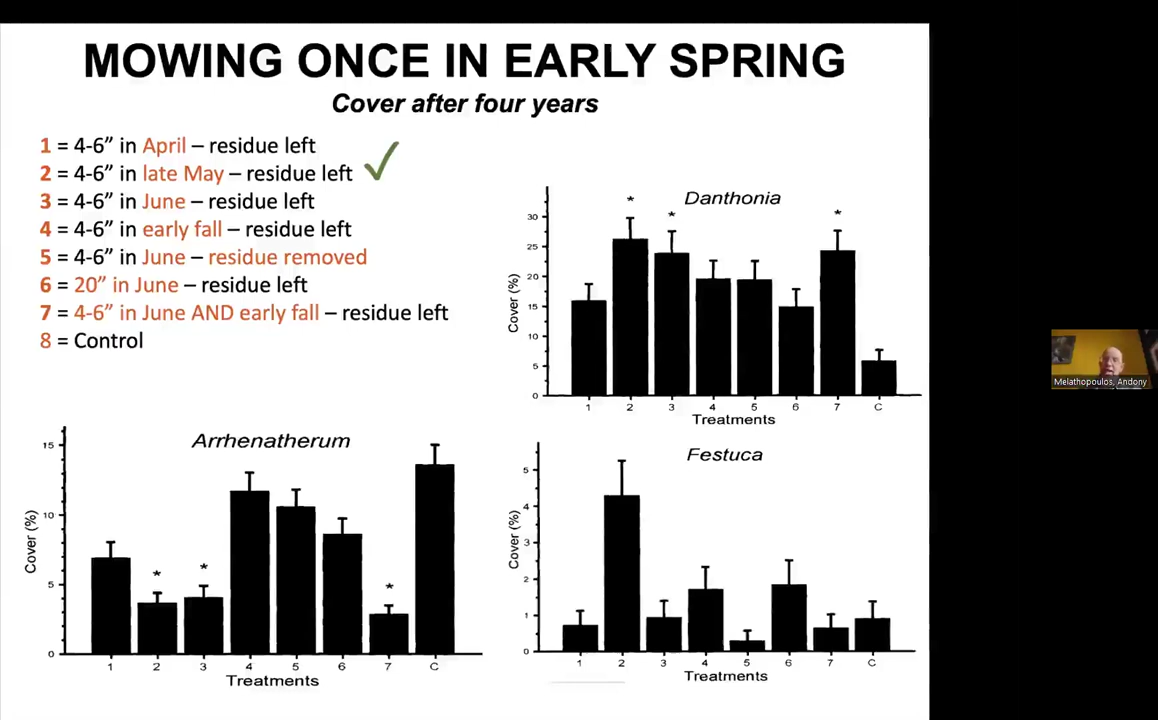 MOWING ONCE IN EARLY SPRING
Cover after four years
1 = 4-6” in April – residue left
2 = 4-6” in late May – residue left
3 = 4-6” in June – residue left
4 = 4-6” in early fall – residue left
5 = 4-6” in June – residue removed
6 = 20” in June – residue left
7 = 4-6” in June AND early fall – residue left
8 = Control
Danthonia
*
*
*
30
25
20
15
10
5
0
Cover (%)
1 2 3 4 5 6 7 C
Treatments
Arrhenatherum
*
*
*
15
10
5
0
Cover (%)
1 2 3 4 5 6 7 C
Treatments
Festuca
5
4
3
2
1
0
Cover (%)
1 2 3 4 5 6 7 C
Treatments
Melathopoulos, Andony